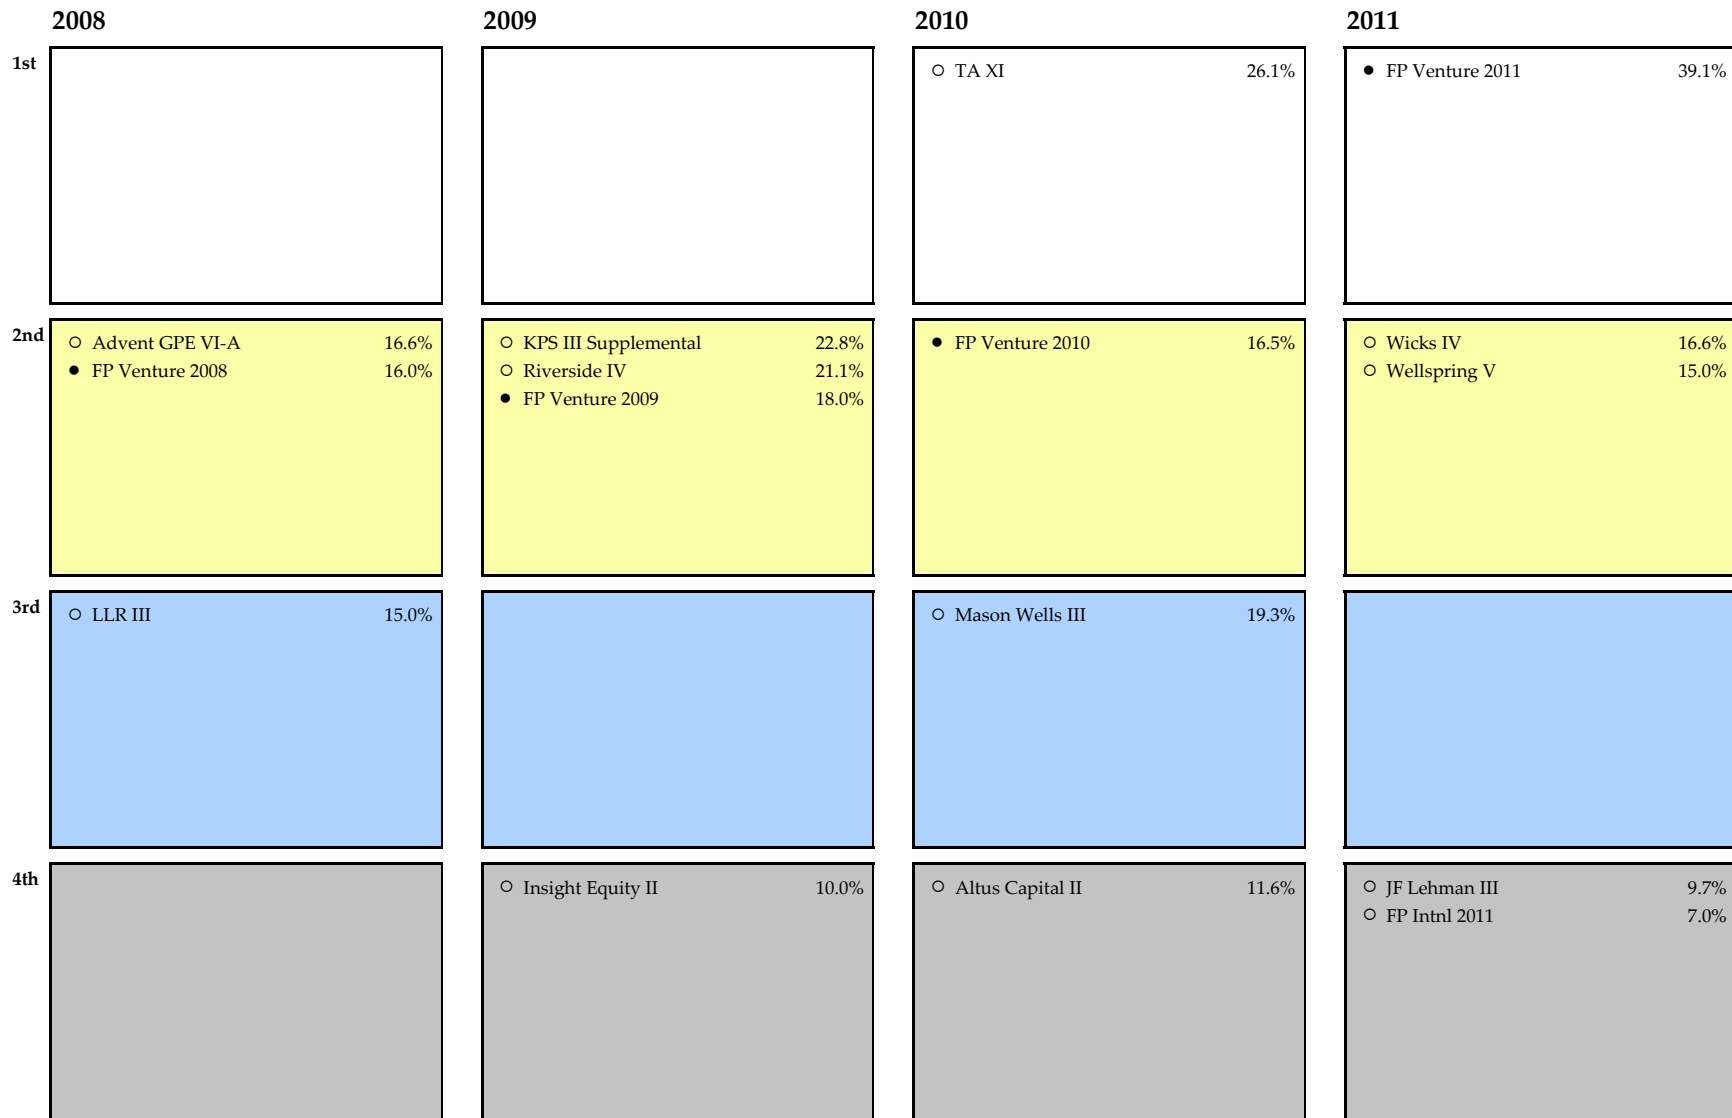 2008 2009 2010 2011
1st
○ TA XI 26.1%
● FP Venture 2011 39.1%
2nd
○ Advent GPE VI-A 16.6%
● FP Venture 2008 16.0%
○ KPS III Supplemental 22.8%
○ Riverside IV 21.1%
● FP Venture 2009 18.0%
● FP Venture 2010 16.5%
○ Wicks IV 16.6%
○ Wellspring V 15.0%
3rd
○ LLR III 15.0%
○ Mason Wells III 19.3%
4th
○ Insight Equity II 10.0%
○ Altus Capital II 11.6%
○ JF Lehman III 9.7%
○ FP Intnl 2011 7.0%